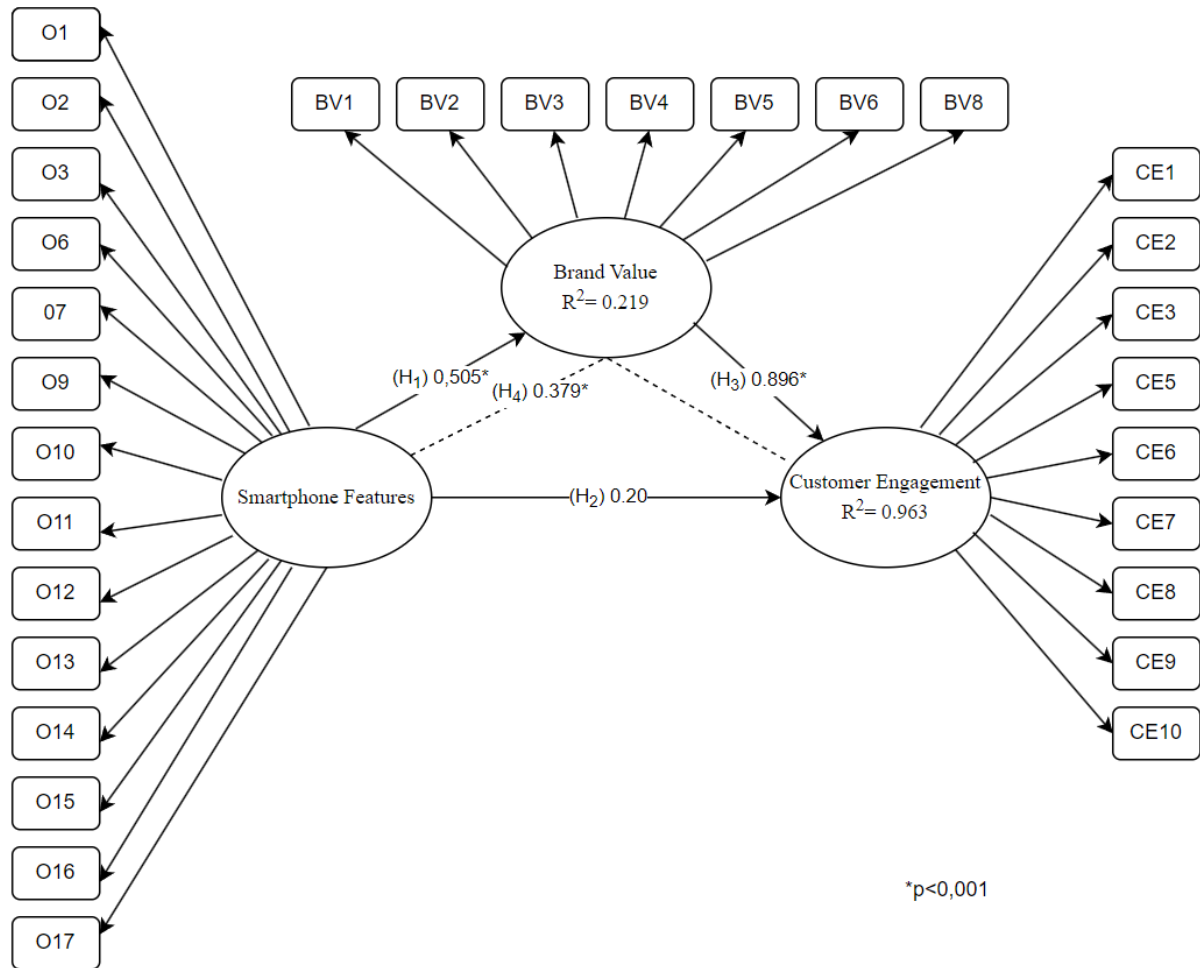 O1
O2
O3
O6
07
O9
O10
O11
O12
O13
O14
O15
O16
O17
BV1
BV2
BV3
BV4
BV5
BV6
BV8
Brand Value
R²= 0.219
(H₁) 0,505*
(H₄) 0.379*
(H₃) 0.896*
Smartphone Features
(H₂) 0.20
Customer Engagement
R²= 0.963
CE1
CE2
CE3
CE5
CE6
CE7
CE8
CE9
CE10
*p<0,001